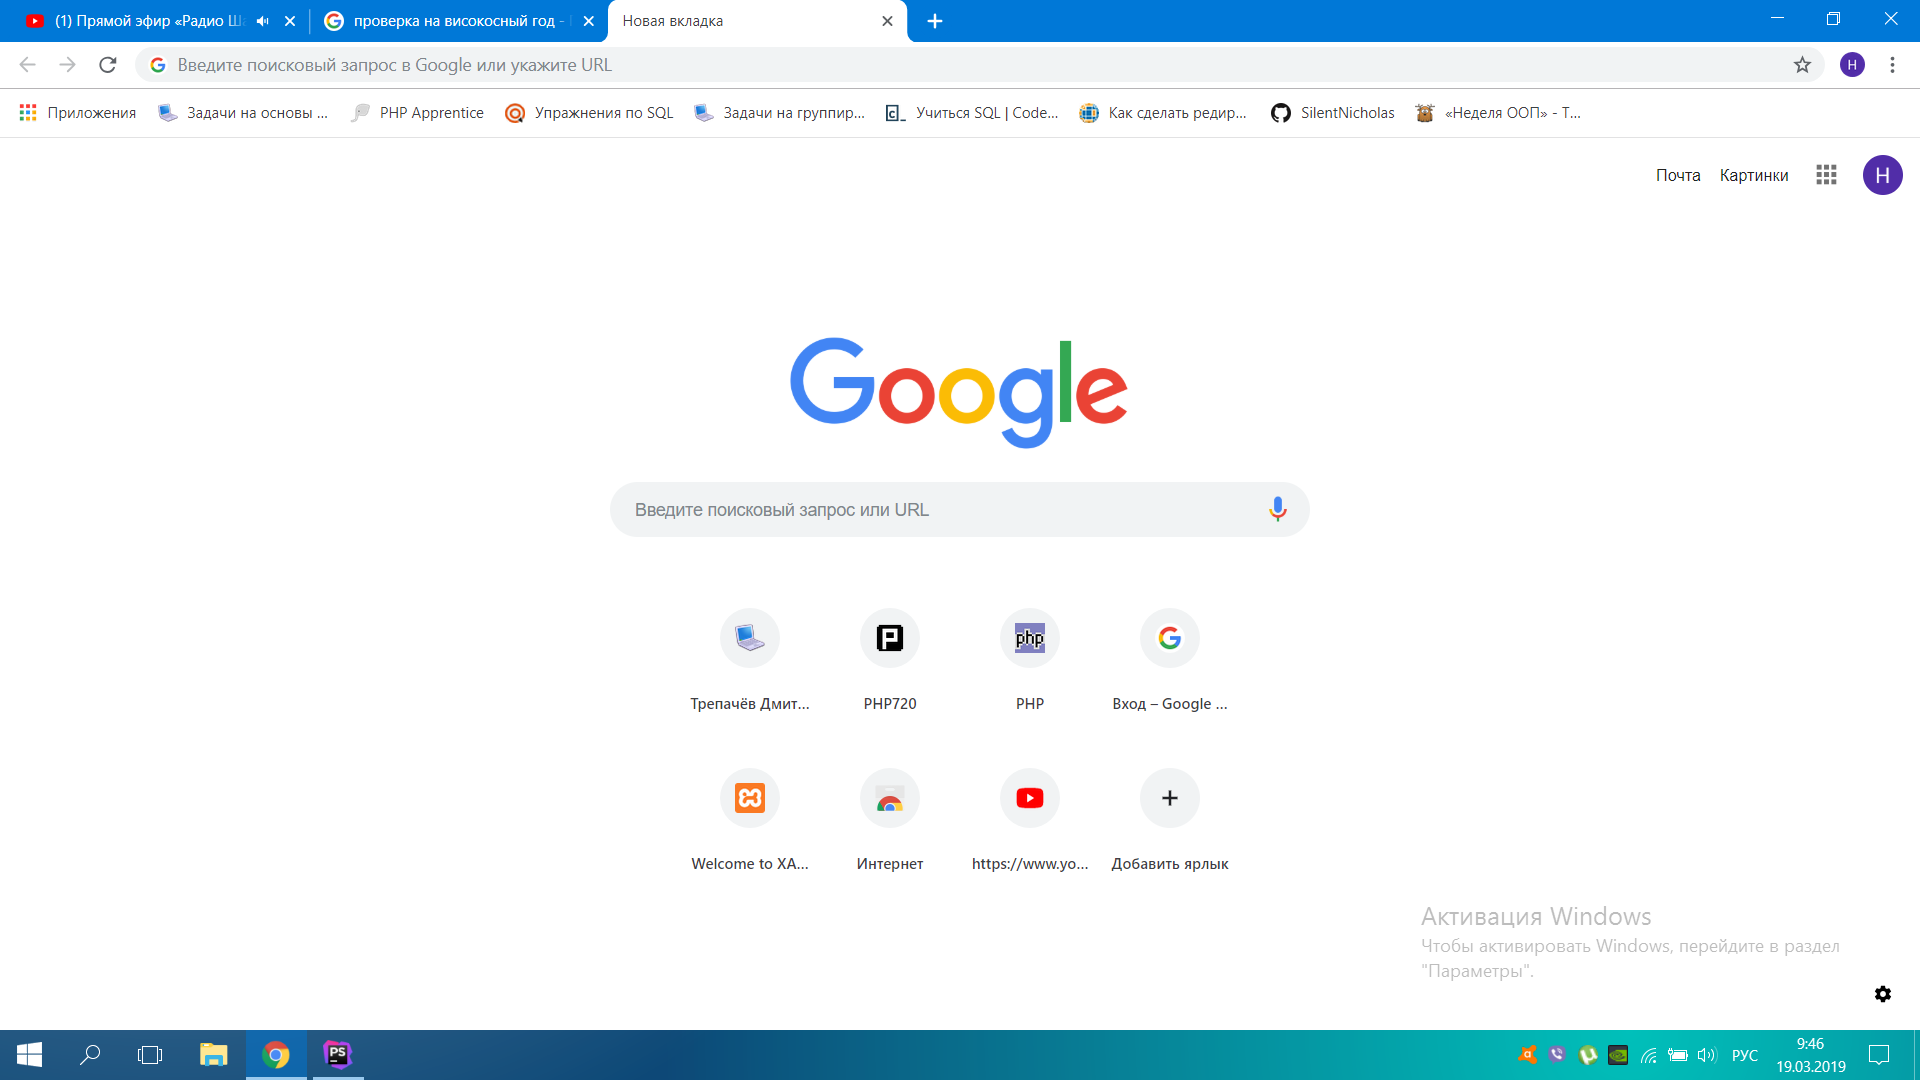 (1) Прямой эфир «Радио Ша
проверка на високосный год -
Новая вкладка
Введите поисковый запрос в Google или укажите URL
H
Приложения
Задачи на основы ...
PHP Apprentice
Упражнения по SQL
Задачи на группир...
Учиться SQL | Code...
Как сделать редир...
SilentNicholas
«Неделя ООП» - Т...
Почта
Картинки
H
Google
Введите поисковый запрос или URL
Трепачёв Дмит...
PHP720
php
PHP
Вход – Google ...
Welcome to XA...
Интернет
https://www.yo...
Добавить ярлык
Активация Windows
Чтобы активировать Windows, перейдите в раздел
"Параметры".
PS
РУС
9:46
19.03.2019